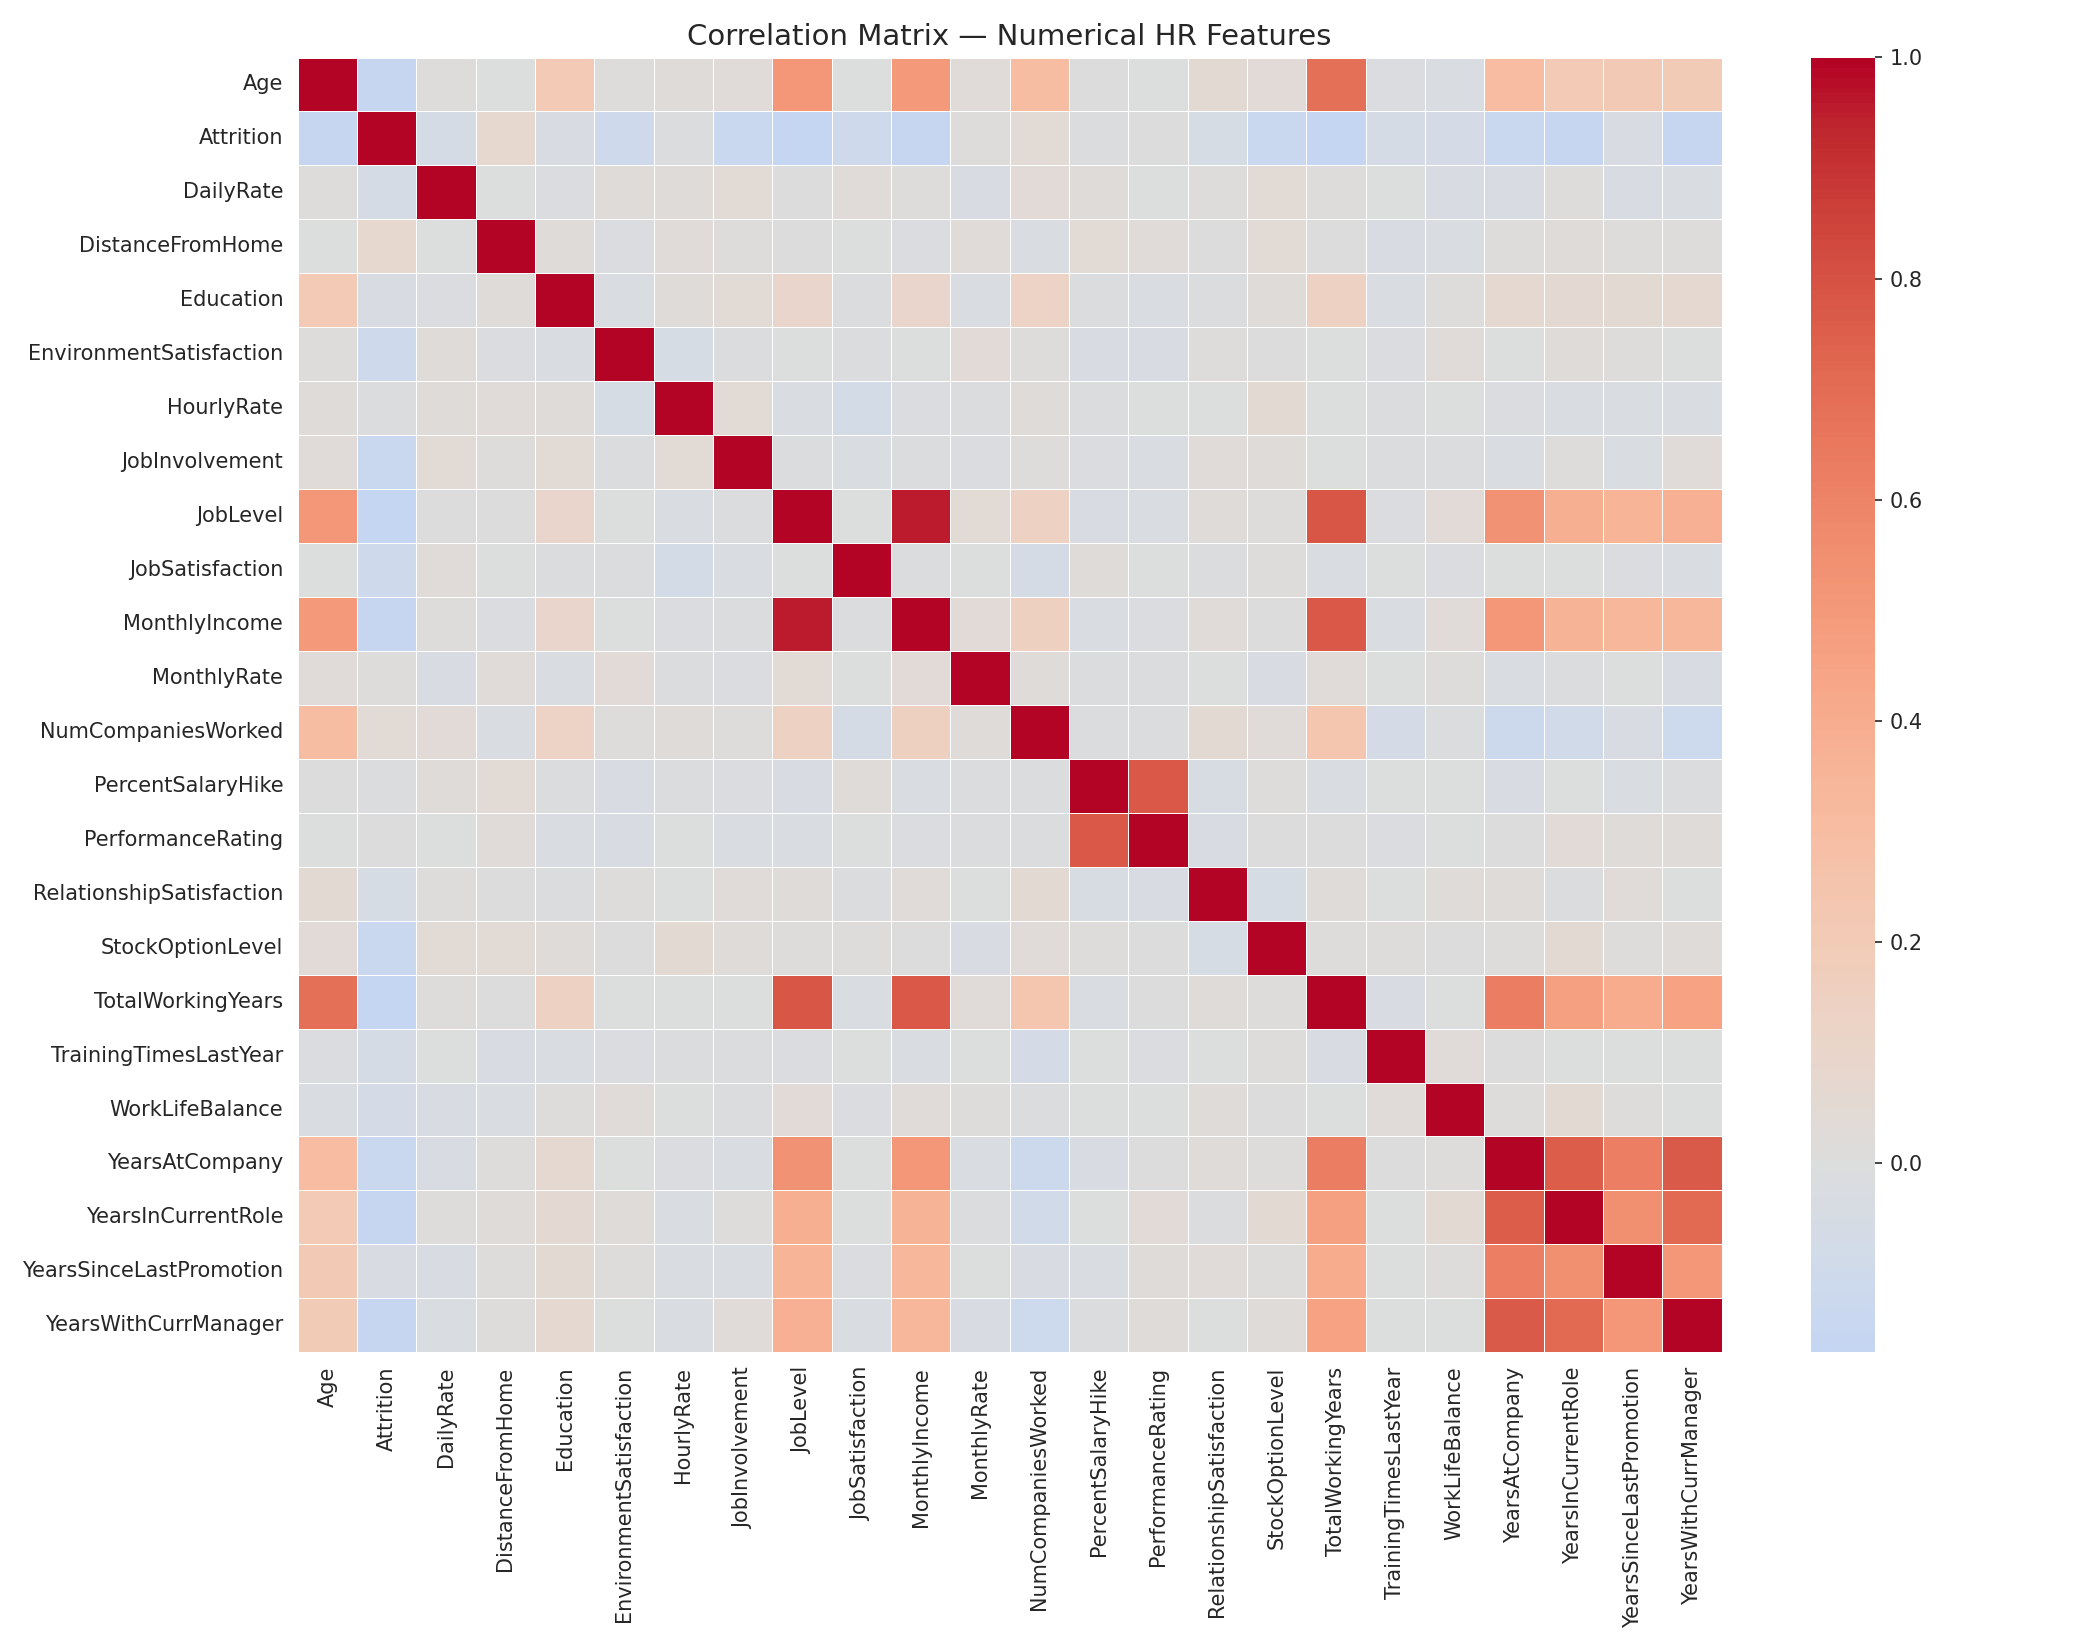 Correlation Matrix — Numerical HR Features
Age
Attrition
DailyRate
DistanceFromHome
Education
EnvironmentSatisfaction
HourlyRate
JobInvolvement
JobLevel
JobSatisfaction
MonthlyIncome
MonthlyRate
NumCompaniesWorked
PercentSalaryHike
PerformanceRating
RelationshipSatisfaction
StockOptionLevel
TotalWorkingYears
TrainingTimesLastYear
WorkLifeBalance
YearsAtCompany
YearsInCurrentRole
YearsSinceLastPromotion
YearsWithCurrManager
Age
Attrition
DailyRate
DistanceFromHome
Education
EnvironmentSatisfaction
HourlyRate
JobInvolvement
JobLevel
JobSatisfaction
MonthlyIncome
MonthlyRate
NumCompaniesWorked
PercentSalaryHike
PerformanceRating
RelationshipSatisfaction
StockOptionLevel
TotalWorkingYears
TrainingTimesLastYear
WorkLifeBalance
YearsAtCompany
YearsInCurrentRole
YearsSinceLastPromotion
YearsWithCurrManager
1.0
0.8
0.6
0.4
0.2
0.0